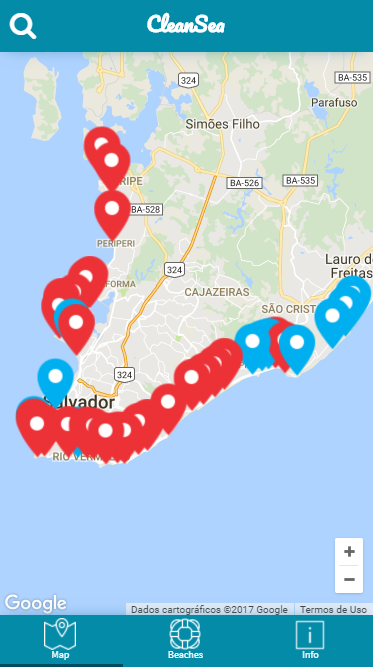 CleanSea
324
BA-535
Parafuso
Simões Filho
BA-526
BA-535
BA-528
PERIPERI
Lauro de
Freitas
324
CAJAZEIRAS
SÃO CRIST
324
Salvador
RIO VERM
Google
Dados cartográficos ©2017 Google
Termos de Uso
Map
Beaches
Info